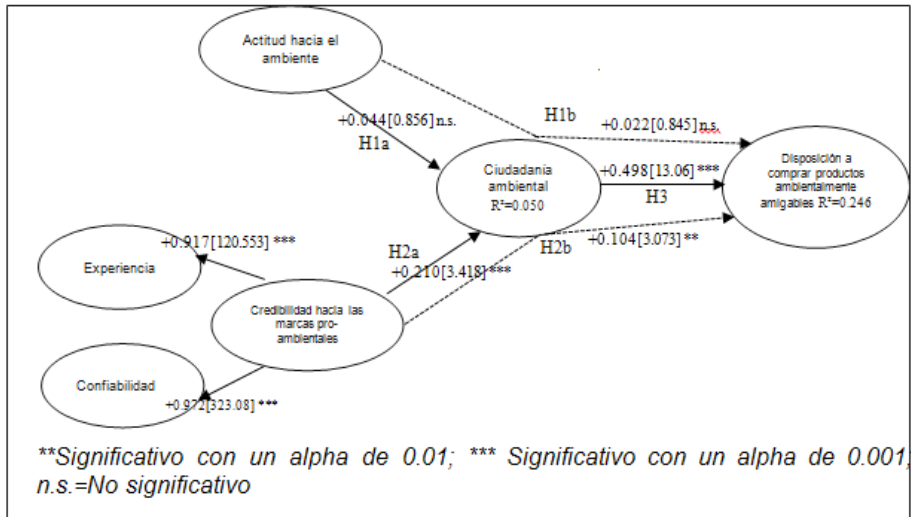 Actitud hacia el
ambiente
H1b
+0.044[0.856]n.s.
+0.022[0.845]n.s.
H1a
Ciudadanía
ambiental
R²=0.050
+0.498[13.06] ***
H3
Disposición a
comprar productos
ambientalmente
amigables R²=0.246
+0.917[120.553] ***
H2a
H2b
+0.104[3.073] **
Experiencia
+0.210[3.418] ***
Credibilidad hacia las
marcas pro-
ambientales
Confiabilidad
+0.972[323.08] ***
**Significativo con un alpha de 0.01; *** Significativo con un alpha de 0.001;
n.s.=No significativo